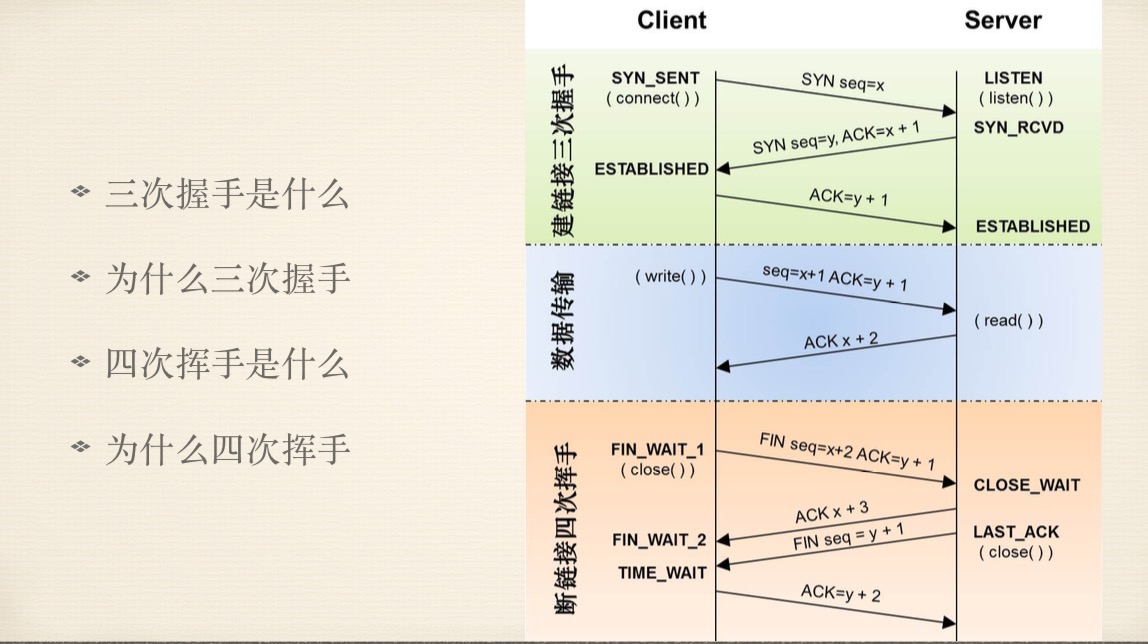 三次握手是什么
为什么三次握手
四次挥手是什么
为什么四次挥手
Client
Server
建链接三次握手
SYN_SENT
( connect( ) )
SYN seq=x
LISTEN
( listen( ) )
SYN_RCVD
SYN seq=y, ACK=x + 1
ESTABLISHED
ACK=y + 1
ESTABLISHED
数据传输
( write( ) )
seq=x+1 ACK=y + 1
( read( ) )
ACK x + 2
断链接四次挥手
FIN_WAIT_1
( close( ) )
FIN seq=x+2 ACK=y + 1
CLOSE_WAIT
ACK x + 3
FIN_WAIT_2
FIN seq = y + 1
LAST_ACK
( close( ) )
TIME_WAIT
ACK=y + 2